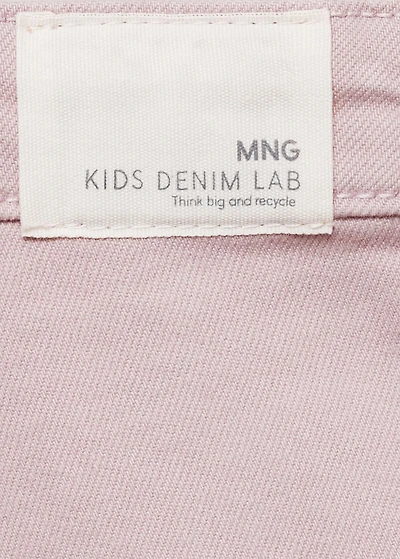 MNG
KIDS DENIM LAB
Think big and recycle